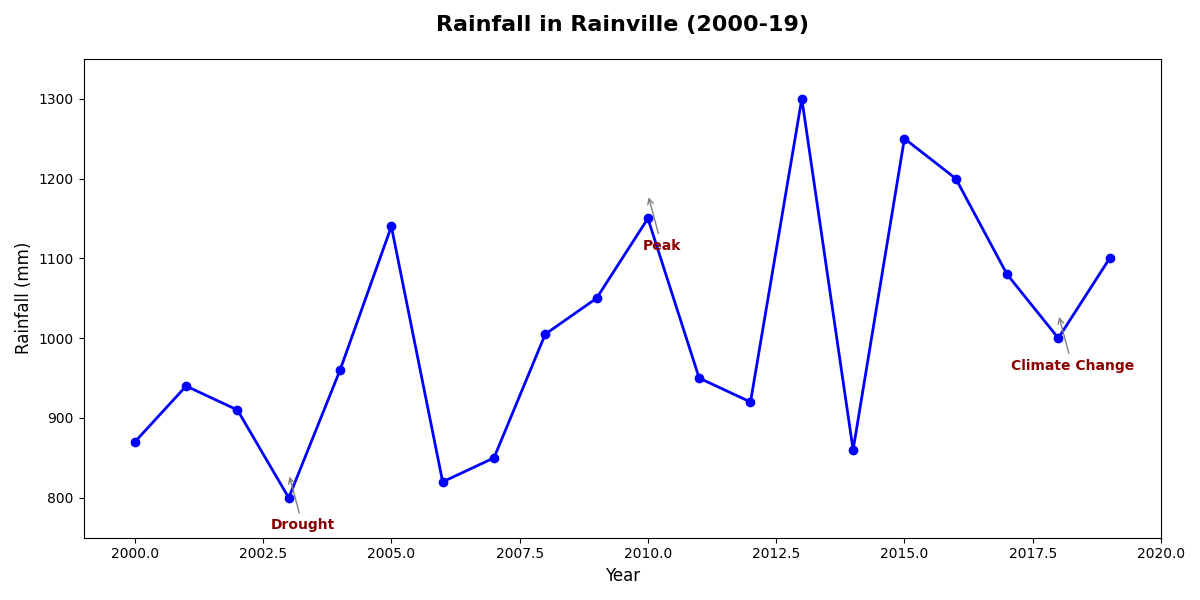 Rainfall in Rainville (2000-19)
1300
1200
1100
1000
900
800
Rainfall (mm)
Peak
Climate Change
Drought
2000.0 2002.5 2005.0 2007.5 2010.0 2012.5 2015.0 2017.5 2020.0
Year